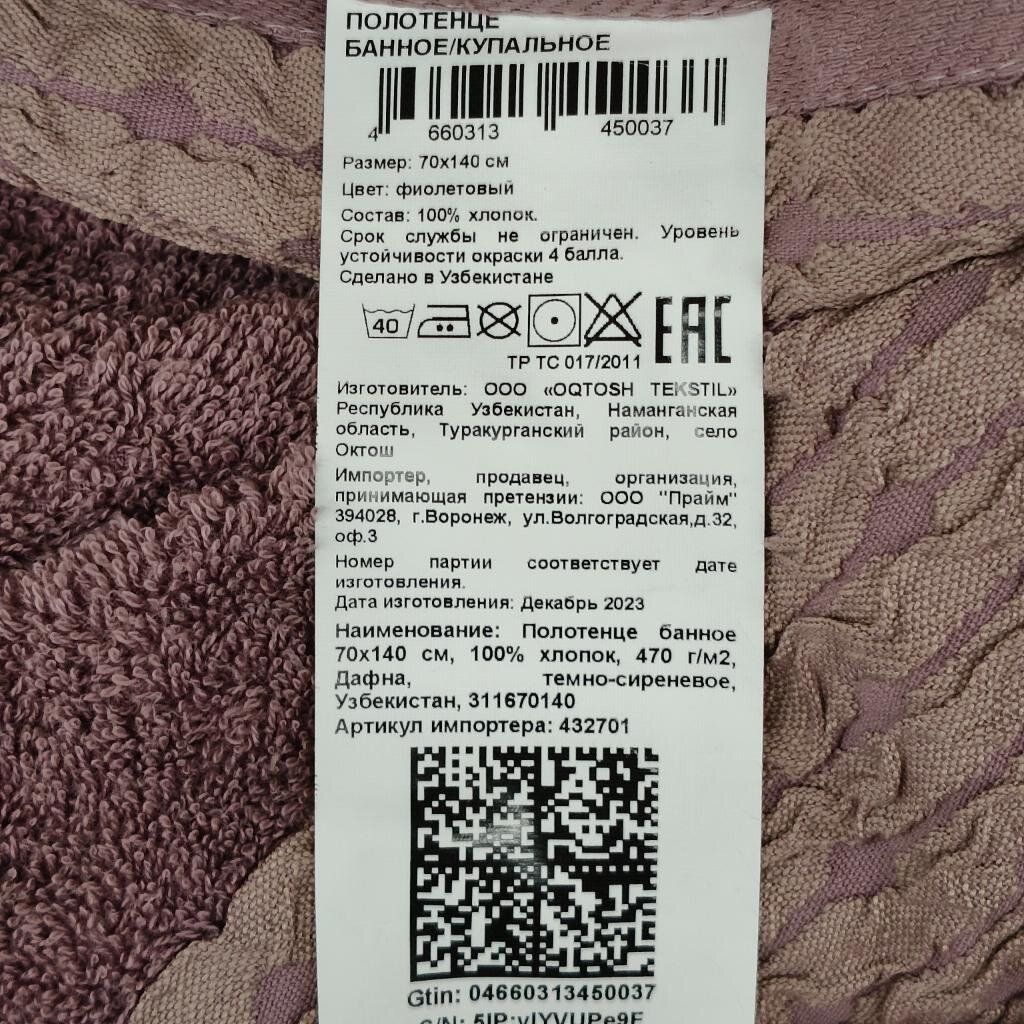 ПОЛОТЕНЦЕ
БАННОЕ/КУПАЛЬНОЕ
4 660313 450037
Размер: 70х140 см
Цвет: фиолетовый
Состав: 100% хлопок.
Срок службы не ограничен. Уровень
устойчивости окраски 4 балла.
Сделано в Узбекистане
40
EAC
ТР ТС 017/2011
Изготовитель: ООО «OQTOSH TEKSTIL»
Республика Узбекистан, Наманганская
область, Туракурганский район, село
Октош
Импортер, продавец, организация,
принимающая претензии: ООО "Прайм"
394028, г.Воронеж, ул.Волгоградская,д.32,
оф.3
Номер партии соответствует дате
изготовления.
Дата изготовления: Декабрь 2023
Наименование: Полотенце банное
70х140 см, 100% хлопок, 470 г/м2,
Дафна, темно-сиреневое,
Узбекистан, 311670140
Артикул импортера: 432701
Gtin: 04660313450037